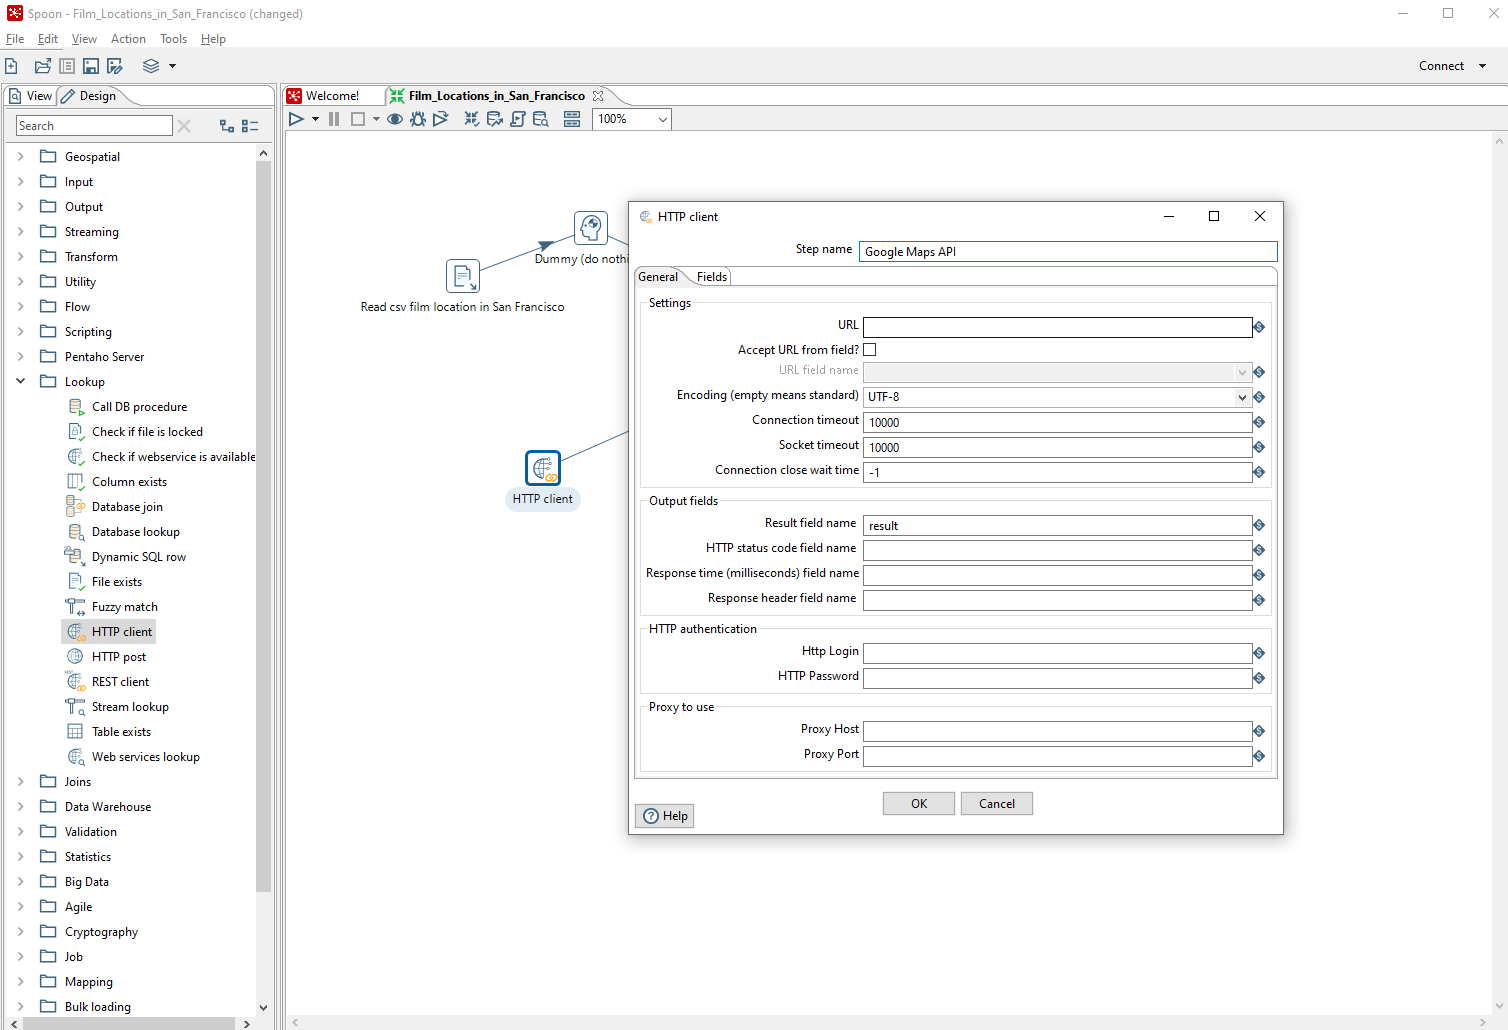 Spoon - Film_Locations_in_San_Francisco (changed)
File Edit View Action Tools Help
Connect
View Design
Welcome! Film_Locations_in_San_Francisco
Search
100%
Geospatial
Input
Output
Streaming
Transform
Utility
Flow
Scripting
Pentaho Server
Lookup
Call DB procedure
Check if file is locked
Check if webservice is available
Column exists
Database join
Database lookup
Dynamic SQL row
File exists
Fuzzy match
HTTP client
HTTP post
REST client
Stream lookup
Table exists
Web services lookup
Joins
Data Warehouse
Validation
Statistics
Big Data
Agile
Cryptography
Job
Mapping
Bulk loading
Dummy (do nothi
Read csv film location in San Francisco
HTTP client
HTTP client
Step name Google Maps API
General Fields
Settings
URL
Accept URL from field?
URL field name
Encoding (empty means standard) UTF-8
Connection timeout 10000
Socket timeout 10000
Connection close wait time -1
Output fields
Result field name result
HTTP status code field name
Response time (milliseconds) field name
Response header field name
HTTP authentication
Http Login
HTTP Password
Proxy to use
Proxy Host
Proxy Port
OK Cancel
Help